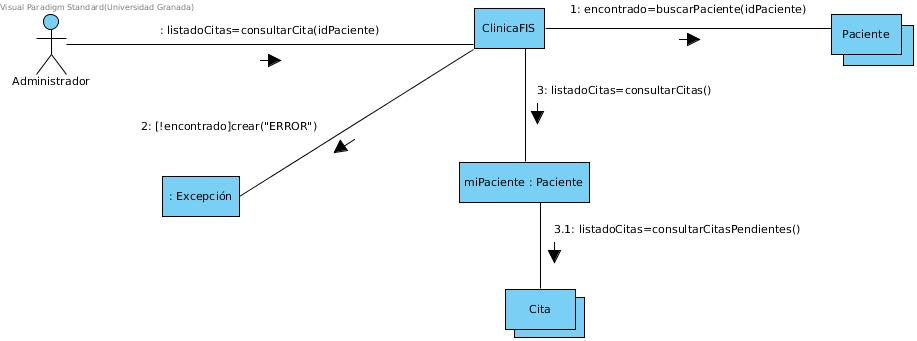 Visual Paradigm Standard(Universidad Granada)
1: encontrado=buscarPaciente(idPaciente)
: listadoCitas=consultarCita(idPaciente)
ClinicaFIS
Paciente
Administrador
3: listadoCitas=consultarCitas()
2: [!encontrado]crear("ERROR")
: Excepción
miPaciente : Paciente
3.1: listadoCitas=consultarCitasPendientes()
Cita